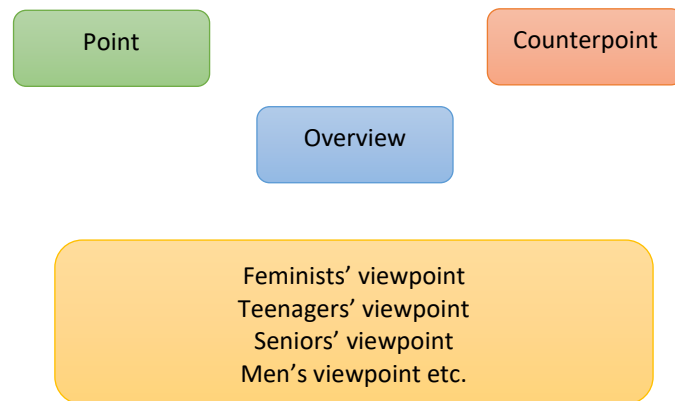 Point
Counterpoint
Overview
Feminists’ viewpoint
Teenagers’ viewpoint
Seniors’ viewpoint
Men’s viewpoint etc.